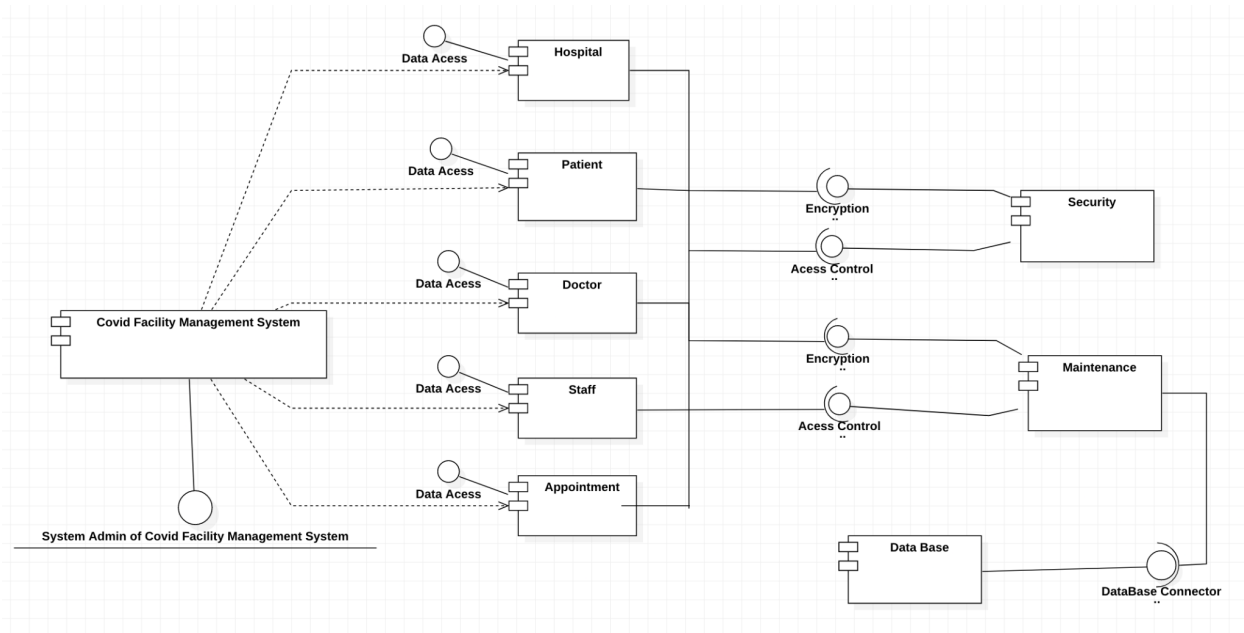 Hospital
Data Acess
Patient
Data Acess
Encryption
Security
Acess Control
Doctor
Data Acess
Covid Facility Management System
Encryption
Maintenance
Staff
Data Acess
Acess Control
Appointment
Data Acess
System Admin of Covid Facility Management System
Data Base
DataBase Connector